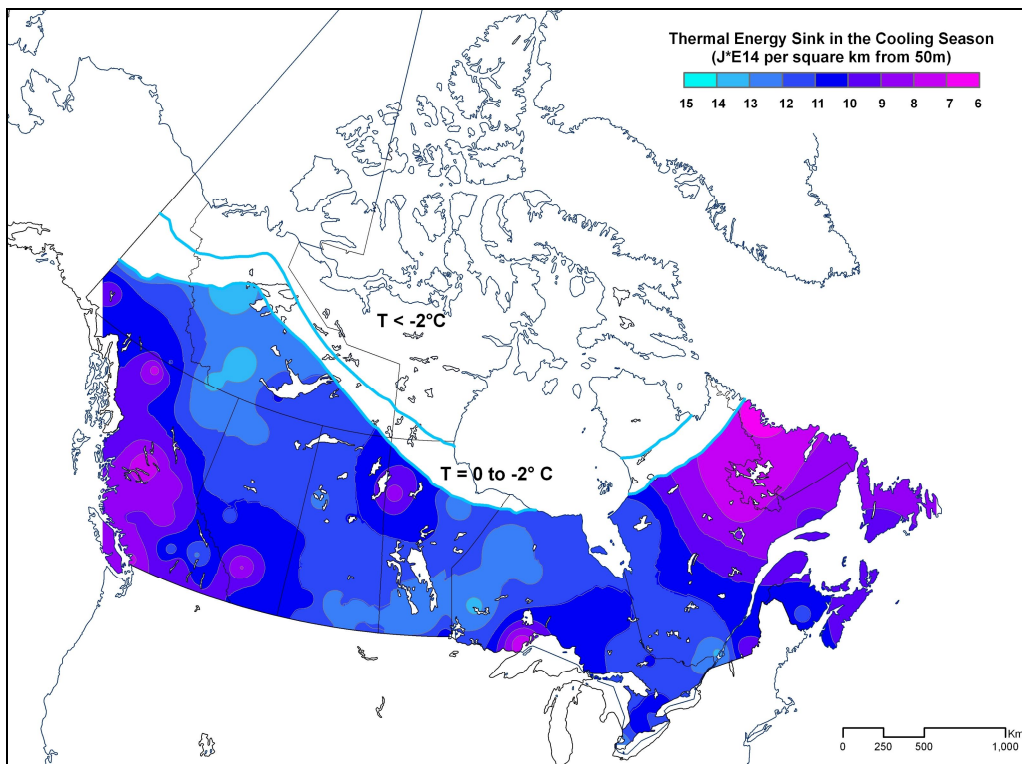 Thermal Energy Sink in the Cooling Season
(J*E14 per square km from 50m)
15 14 13 12 11 10 9 8 7 6
T < -2°C
T = 0 to -2° C
Km
0 250 500 1,000